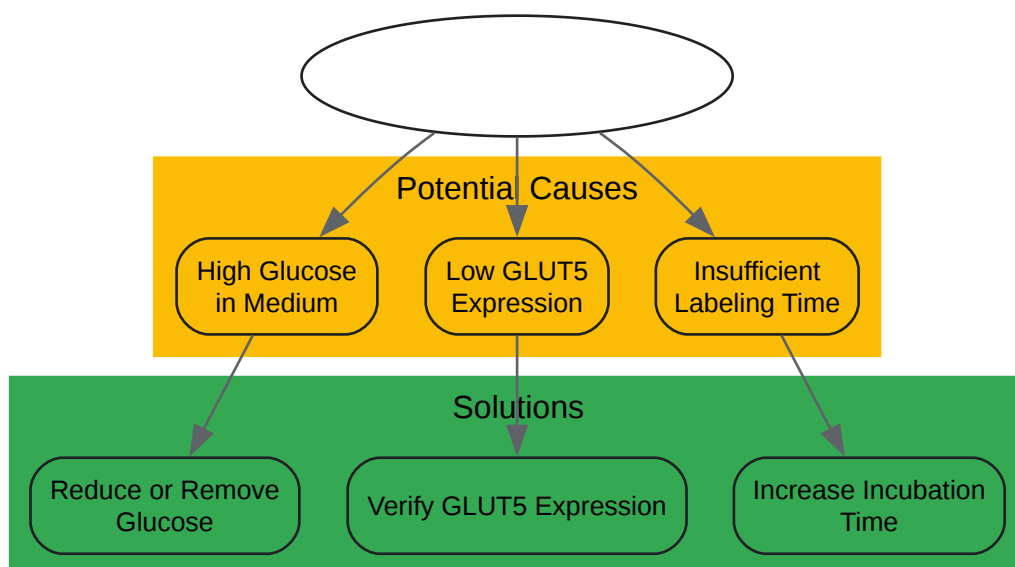 Potential Causes
High Glucose
in Medium
Low GLUT5
Expression
Insufficient
Labeling Time
Solutions
Reduce or Remove
Glucose
Verify GLUT5 Expression
Increase Incubation
Time